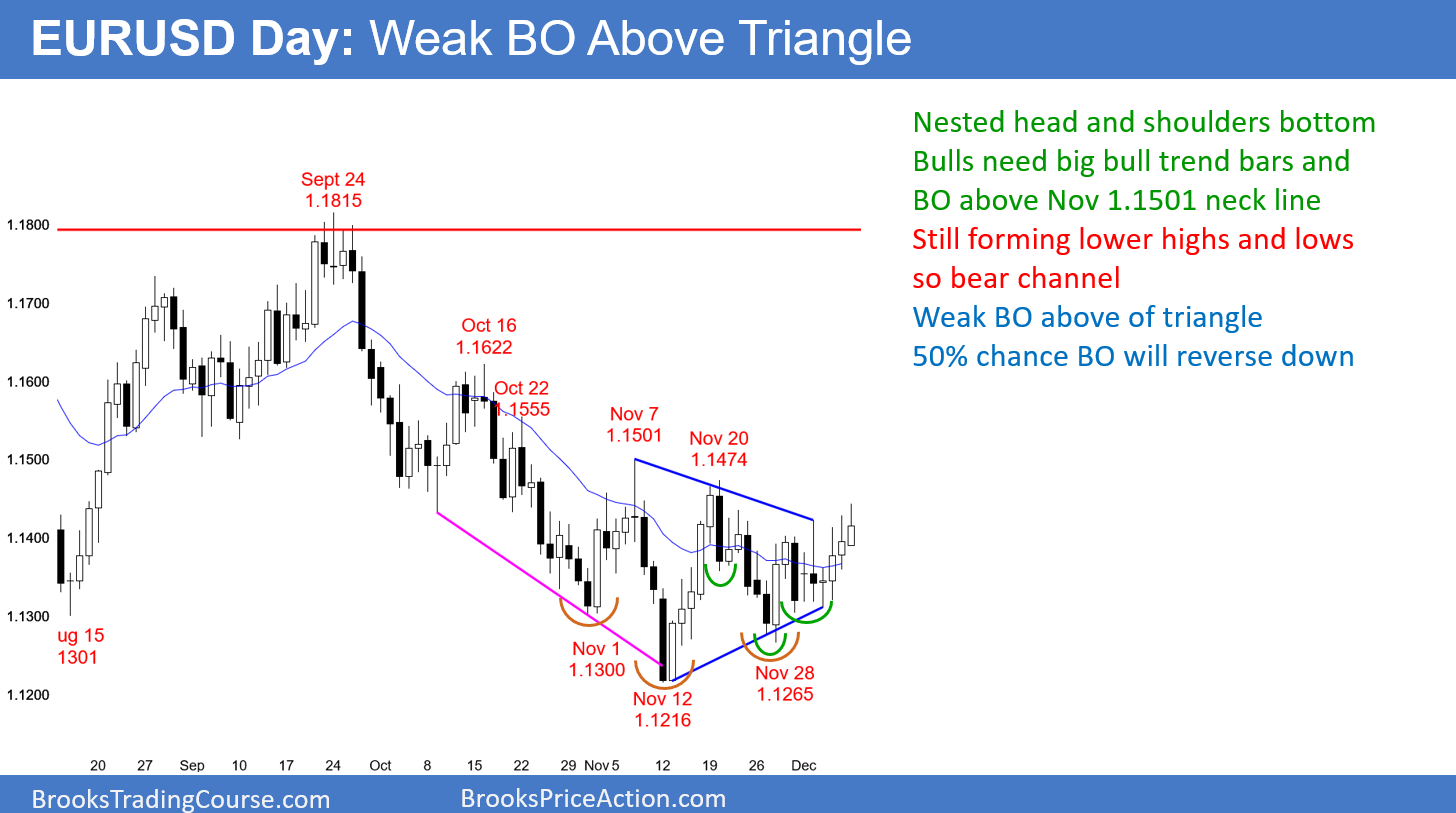 EURUSD Day: Weak BO Above Triangle
Nested head and shoulders bottom
Bulls need big bull trend bars and
BO above Nov 1.1501 neck line
Still forming lower highs and lows
so bear channel
Weak BO above of triangle
50% chance BO will reverse down
Sept 24
1.1815
1.1800
1.1700
Oct 16
1.1622
1.1600
Oct 22
1.1555
Nov 7
1.1501
Nov 20
1.1474
1.1500
1.1400
1.1300
ug 15
1301
Nov 1
1.1300
Nov 28
1.1265
1.1200
Nov 12
1.1216
20 27 Sep 10 17 24 Oct 8 15 22 29 Nov 5 12 19 26 Dec
BrooksTradingCourse.com
BrooksPriceAction.com